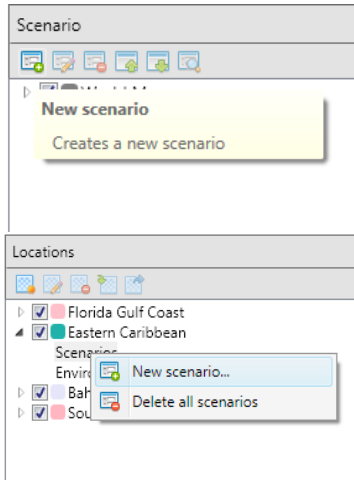 Scenario
New scenario
Creates a new scenario
Locations
Florida Gulf Coast
Eastern Caribbean
Scenarios
New scenario...
Delete all scenarios